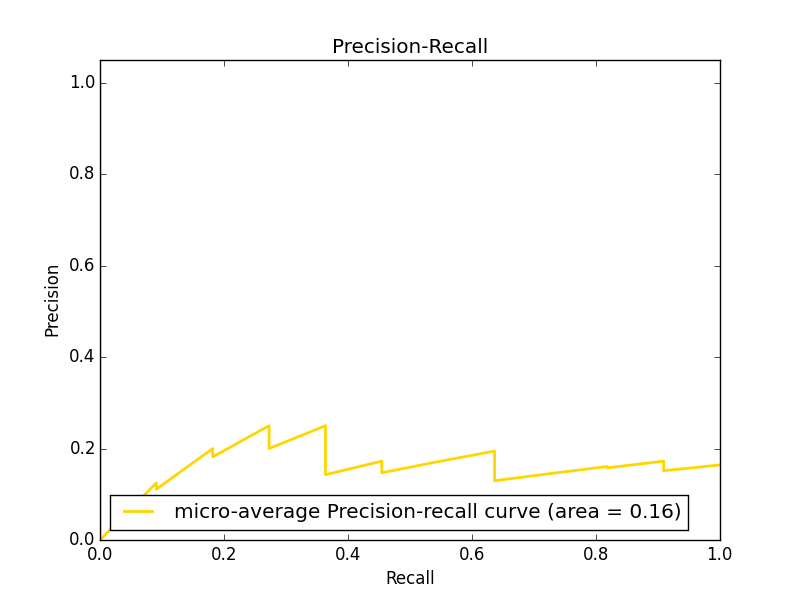 Precision-Recall
1.0
0.8
0.6
0.4
0.2
0.0
Precision
micro-average Precision-recall curve (area = 0.16)
0.0 0.2 0.4 0.6 0.8 1.0
Recall